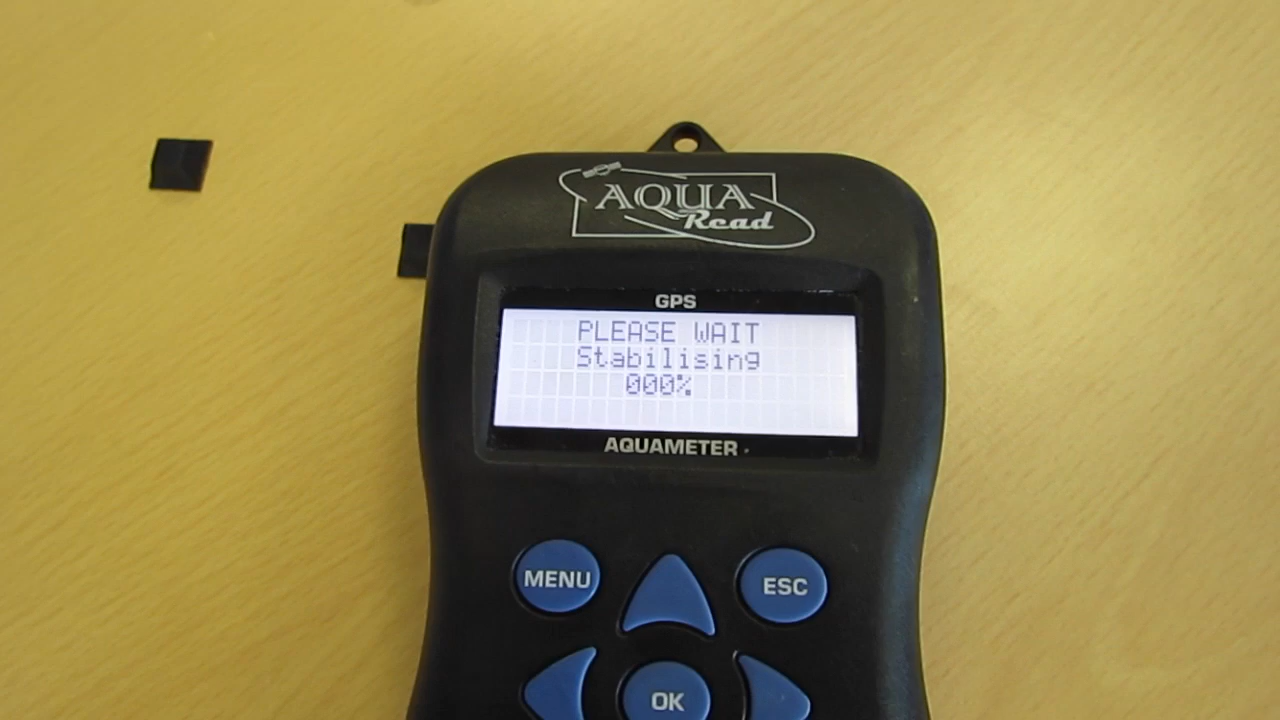 AQUA
Read
GPS
PLEASE WAIT
Stabilising
000%
AQUAMETER
MENU
ESC
OK